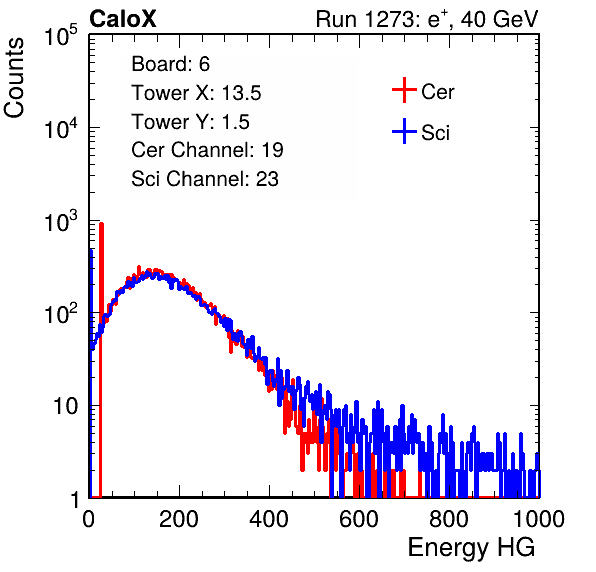 CaloX Run 1273: e⁺, 40 GeV
Counts
Board: 6
Tower X: 13.5
Tower Y: 1.5
Cer Channel: 19
Sci Channel: 23
Cer
Sci
10⁵
10⁴
10³
10²
10
1
0 200 400 600 800 1000
Energy HG